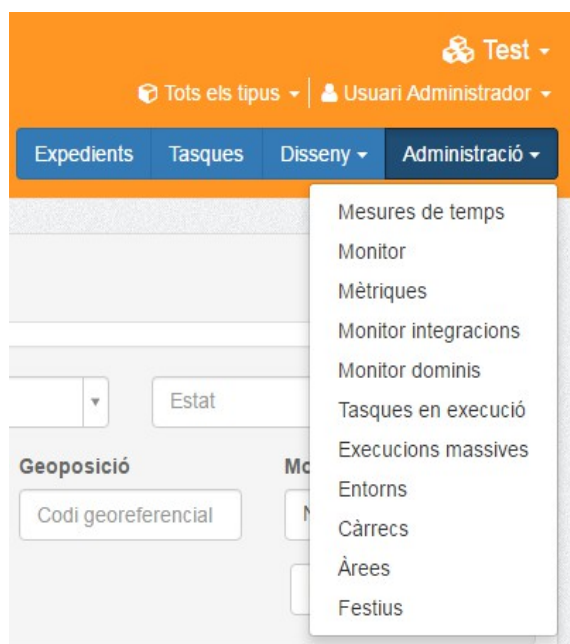 Test
Tots els tipus Usuari Administrador
Expedients Tasques Disseny Administració
Mesures de temps
Monitor
Mètriques
Monitor integracions
Monitor dominis
Estat
Tasques en execució
Execucions massives
Geoposició
Entorns
Codi georeferencial
Càrrecs
Àrees
Festius